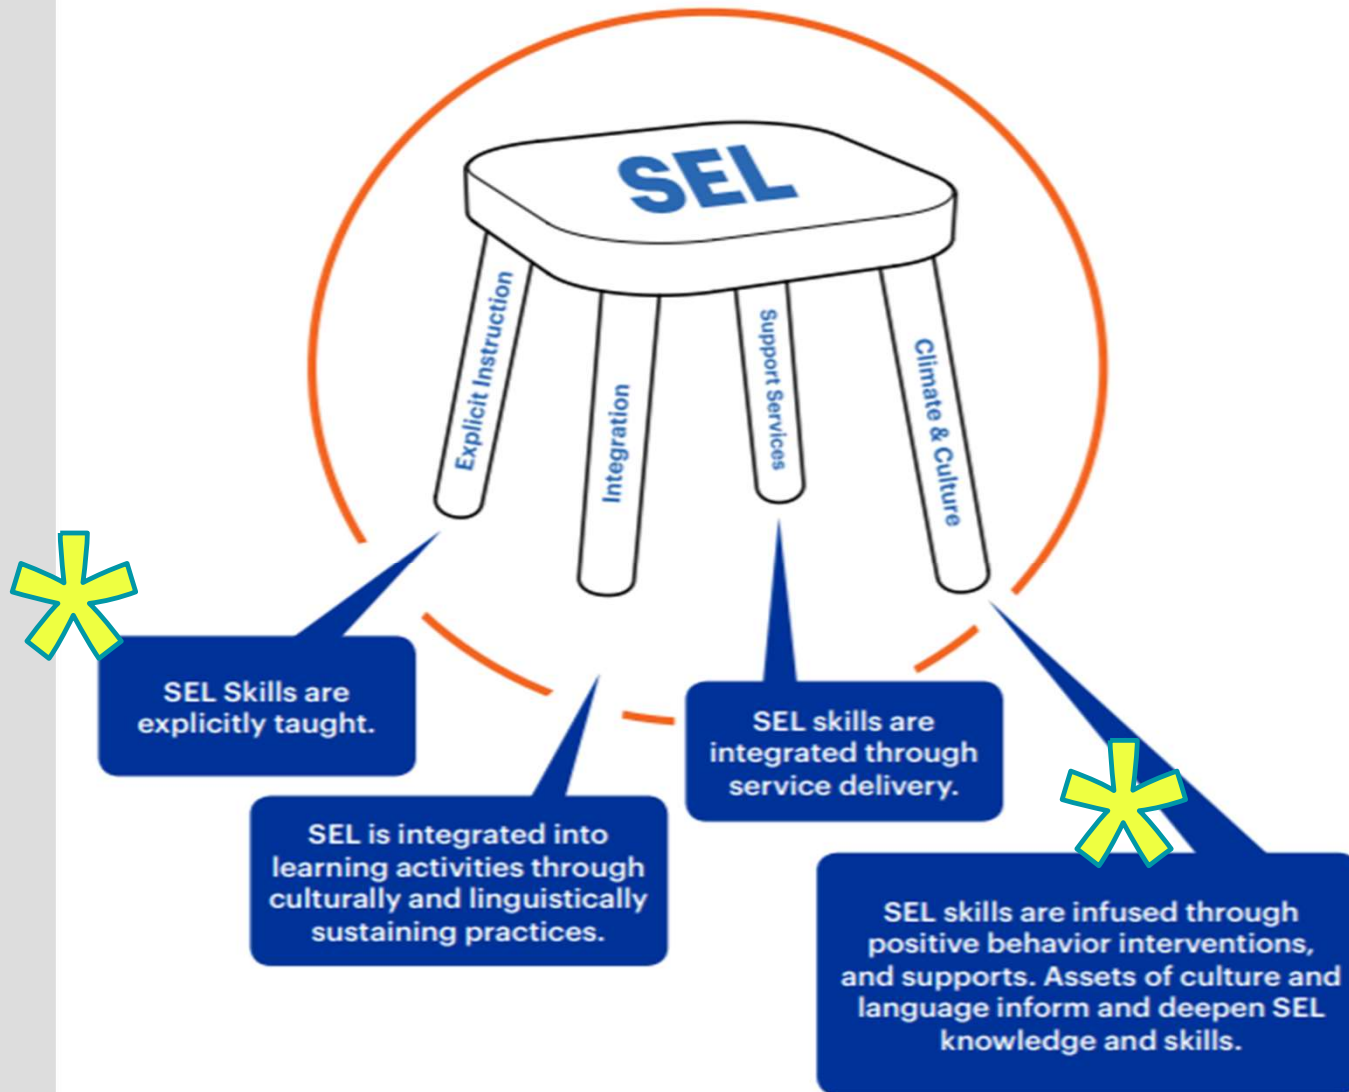 SEL
Explicit Instruction
Integration
Support Services
Climate & Culture
SEL Skills are
explicitly taught.
SEL is integrated into
learning activities through
culturally and linguistically
sustaining practices.
SEL skills are
integrated through
service delivery.
SEL skills are infused through
positive behavior interventions,
and supports. Assets of culture and
language inform and deepen SEL
knowledge and skills.